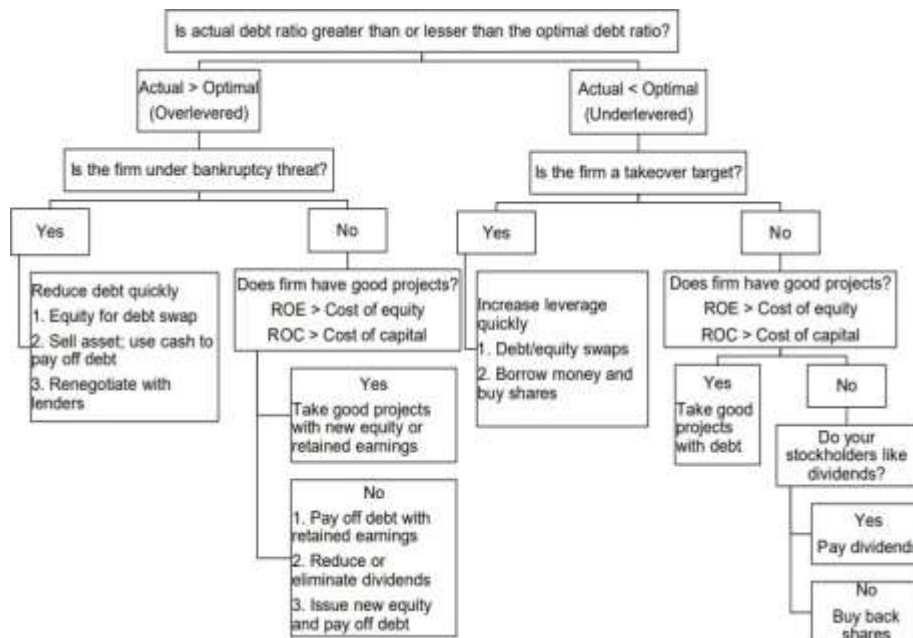 Is actual debt ratio greater than or lesser than the optimal debt ratio?
Actual > Optimal
(Overlevered)
Actual < Optimal
(Underlevered)
Is the firm under bankruptcy threat?
Is the firm a takeover target?
Yes
No
Yes
No
Reduce debt quickly
1. Equity for debt swap
2. Sell asset; use cash to
pay off debt
3. Renegotiate with
lenders
Does firm have good projects?
ROE > Cost of equity
ROC > Cost of capital
Yes
Take good projects
with new equity or
retained earnings
No
1. Pay off debt with
retained earnings
2. Reduce or
eliminate dividends
3. Issue new equity
and pay off debt
Increase leverage
quickly
1. Debt/equity swaps
2. Borrow money and
buy shares
Does firm have good projects?
ROE > Cost of equity
ROC > Cost of capital
Yes
Take good
projects
with debt
No
Do your
stockholders like
dividends?
Yes
Pay dividends
No
Buy back
shares